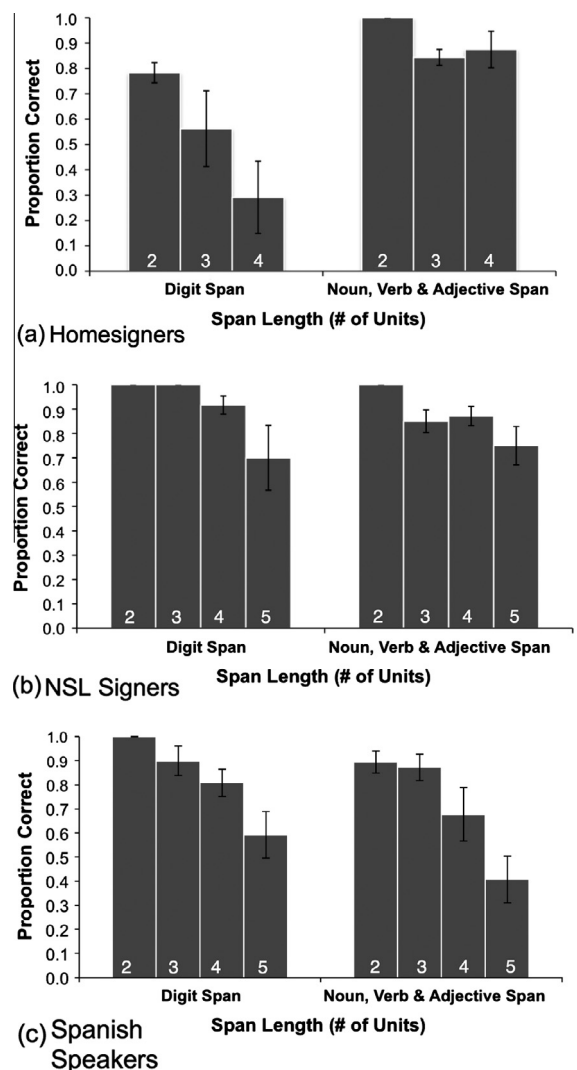 1.0
0.9
0.8
0.7
0.6
0.5
0.4
0.3
0.2
0.1
0.0
Proportion Correct
2 3 4 2 3 4
Digit Span Noun, Verb & Adjective Span
Span Length (# of Units)
(a) Homesigners
1.0
0.9
0.8
0.7
0.6
0.5
0.4
0.3
0.2
0.1
0.0
Proportion Correct
2 3 4 5 2 3 4 5
Digit Span Noun, Verb & Adjective Span
Span Length (# of Units)
(b) NSL Signers
1.0
0.9
0.8
0.7
0.6
0.5
0.4
0.3
0.2
0.1
0.0
Proportion Correct
2 3 4 5 2 3 4 5
Digit Span Noun, Verb & Adjective Span
Span Length (# of Units)
(c) Spanish
Speakers